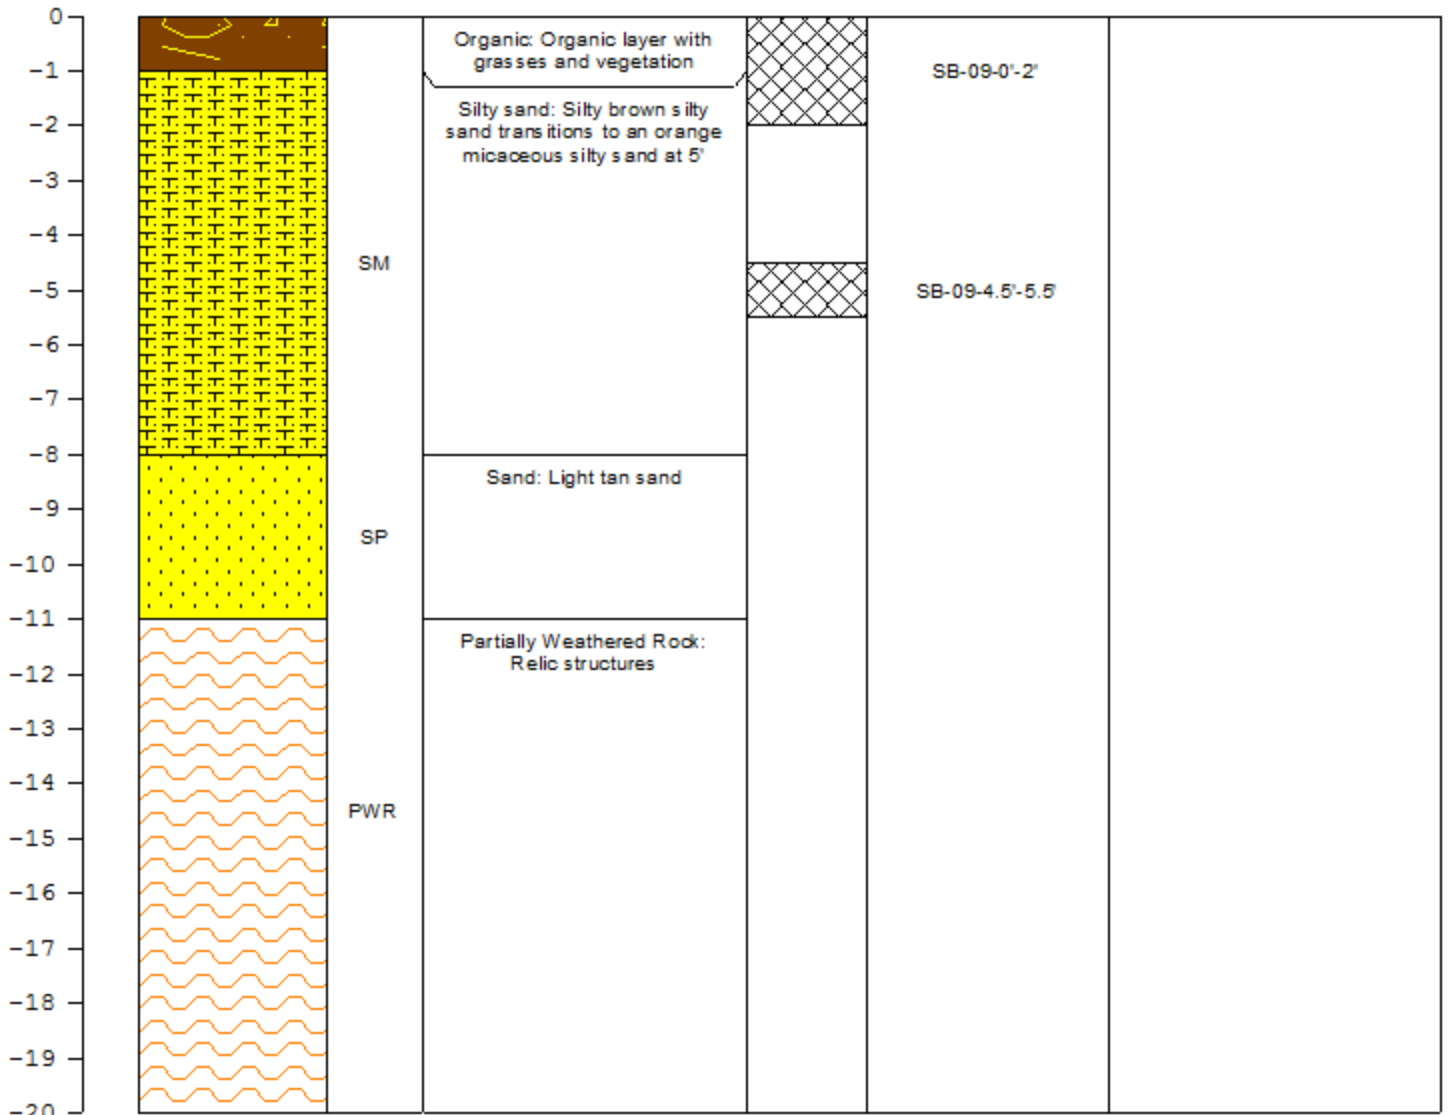 0
Organic: Organic layer with
grasses and vegetation
-1
SB-09-0'-2'
Silty sand: Silty brown silty
sand transitions to an orange
micaceous silty sand at 5'
-2
-3
-4
SM
-5
SB-09-4.5'-5.5'
-6
-7
-8
Sand: Light tan sand
-9
SP
-10
-11
Partially Weathered Rock:
Relic structures
-12
-13
-14
PWR
-15
-16
-17
-18
-19
-20